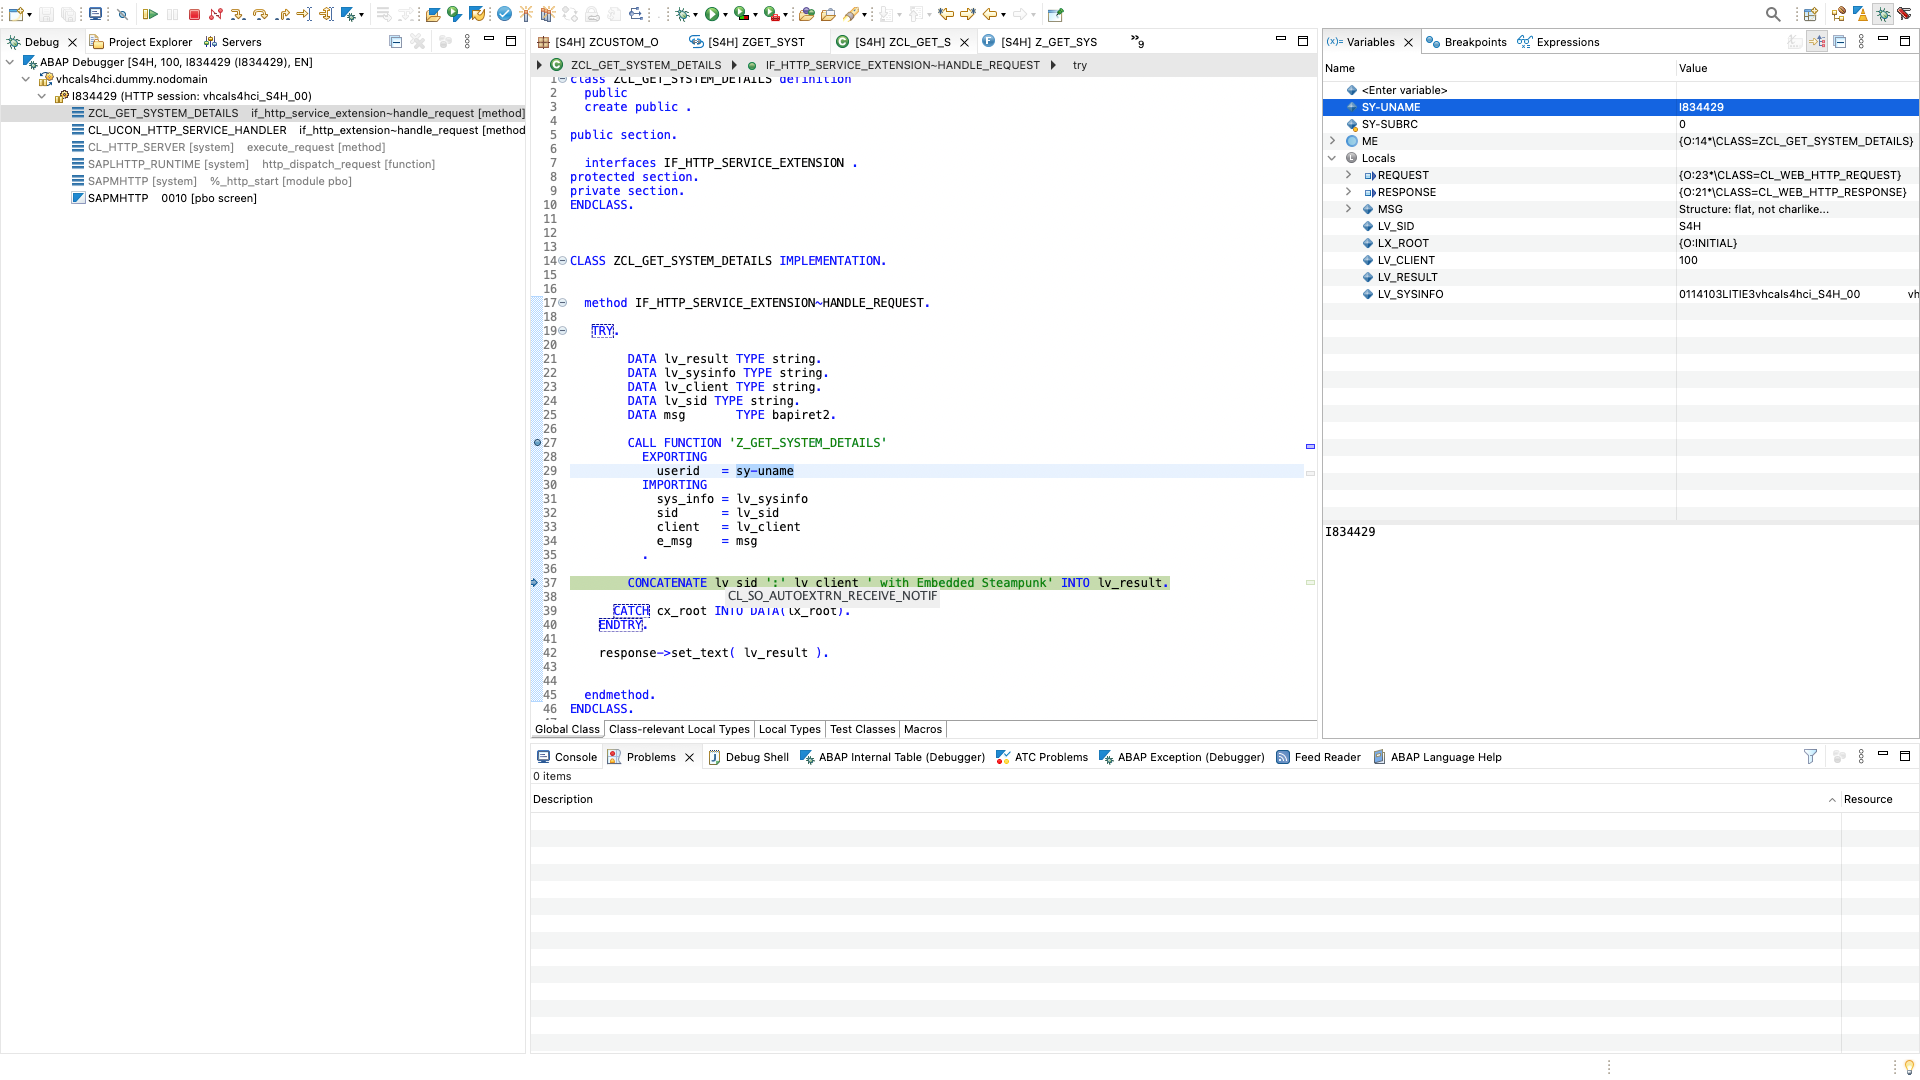 [S4H] ZCUSTOM_O
[S4H] ZGET_SYST
[S4H] ZCL_GET_S
[S4H] Z_GET_SYS
9
Debug
Project Explorer
Servers
ABAP Debugger [S4H, 100, I834429 (I834429), EN]
vhcals4hci.dummy.nodomain
I834429 (HTTP session: vhcals4hci_S4H_00)
ZCL_GET_SYSTEM_DETAILS if_http_service_extension~handle_request [method]
CL_UCON_HTTP_SERVICE_HANDLER if_http_extension~handle_request [method
CL_HTTP_SERVER [system] execute_request [method]
SAPLHTTP_RUNTIME [system] http_dispatch_request [function]
SAPMHTTP [system] %_http_start [module pbo]
SAPMHTTP 0010 [pbo screen]
ZCL_GET_SYSTEM_DETAILS IF_HTTP_SERVICE_EXTENSION~HANDLE_REQUEST try
1 class ZCL_GET_SYSTEM_DETAILS definition
2 public
3 create public .
4
5 public section.
6
7 interfaces IF_HTTP_SERVICE_EXTENSION .
8 protected section.
9 private section.
10 ENDCLASS.
11
12
13
14 CLASS ZCL_GET_SYSTEM_DETAILS IMPLEMENTATION.
15
16
17 method IF_HTTP_SERVICE_EXTENSION~HANDLE_REQUEST.
18
19 TRY.
20
21 DATA lv_result TYPE string.
22 DATA lv_sysinfo TYPE string.
23 DATA lv_client TYPE string.
24 DATA lv_sid TYPE string.
25 DATA msg TYPE bapiret2.
26
27 CALL FUNCTION 'Z_GET_SYSTEM_DETAILS'
28 EXPORTING
29 userid = sy-uname
30 IMPORTING
31 sys_info = lv_sysinfo
32 sid = lv_sid
33 client = lv_client
34 e_msg = msg
35 .
36
37 CONCATENATE lv_sid ':' lv_client ' with Embedded Steampunk' INTO lv_result.
CL_SO_AUTOEXTRN_RECEIVE_NOTIF
38
39 CATCH cx_root INTO DATA(lx_root).
40 ENDTRY.
41
42 response->set_text( lv_result ).
43
44
45 endmethod.
46 ENDCLASS.
Global Class
Class-relevant Local Types
Local Types
Test Classes
Macros
(x)= Variables
Breakpoints
Expressions
Name Value
<Enter variable>
SY-UNAME I834429
SY-SUBRC 0
ME {O:14*\CLASS=ZCL_GET_SYSTEM_DETAILS}
Locals
REQUEST {O:23*\CLASS=CL_WEB_HTTP_REQUEST}
RESPONSE {O:21*\CLASS=CL_WEB_HTTP_RESPONSE}
MSG Structure: flat, not charlike...
LV_SID S4H
LX_ROOT {O:INITIAL}
LV_CLIENT 100
LV_RESULT
LV_SYSINFO 0114103LITIE3vhcals4hci_S4H_00 vh
I834429
Console
Problems
Debug Shell
ABAP Internal Table (Debugger)
ATC Problems
ABAP Exception (Debugger)
Feed Reader
ABAP Language Help
0 items
Description Resource